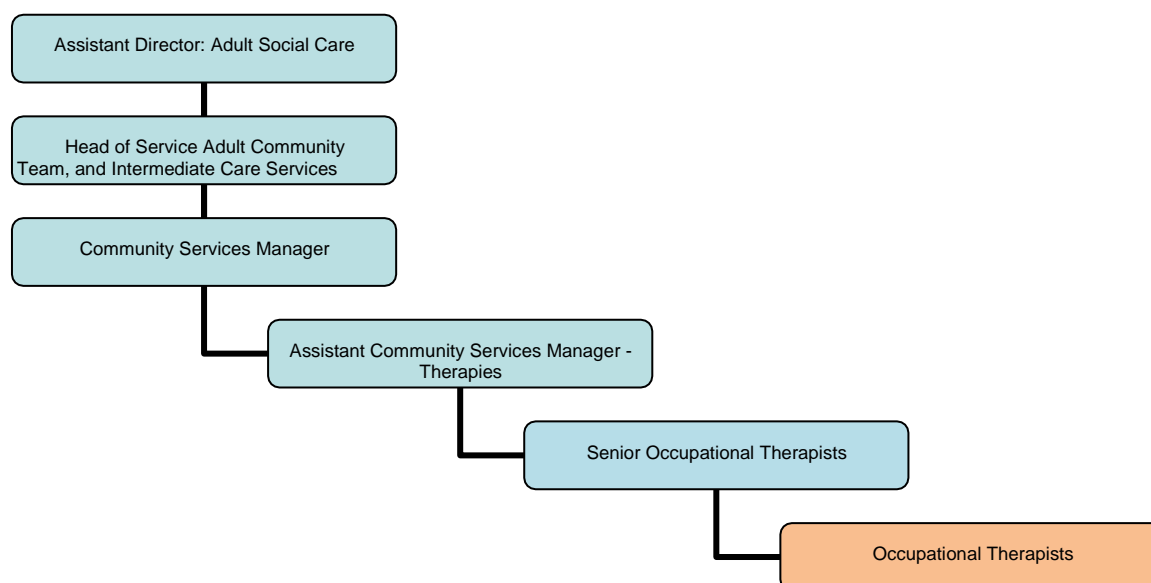 Assistant Director: Adult Social Care
Head of Service Adult Community
Team, and Intermediate Care Services
Community Services Manager
Assistant Community Services Manager -
Therapies
Senior Occupational Therapists
Occupational Therapists